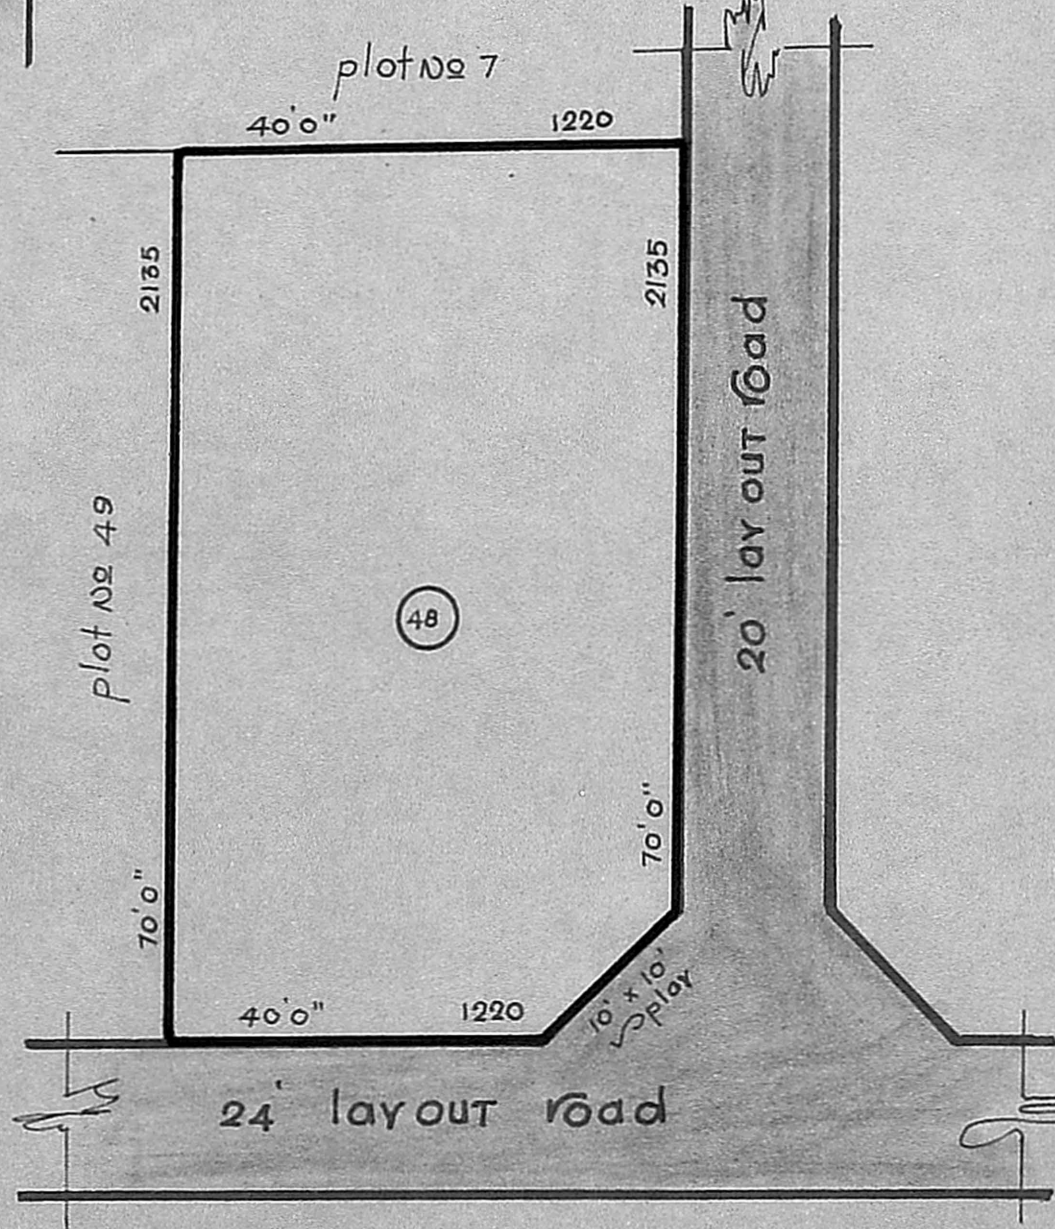 plot No 7
40'0" 1220
2135
2135
20' layout road
plot No 49
48
70'0"
70'0"
10' x 10'
splay
40'0" 1220
24' layout road